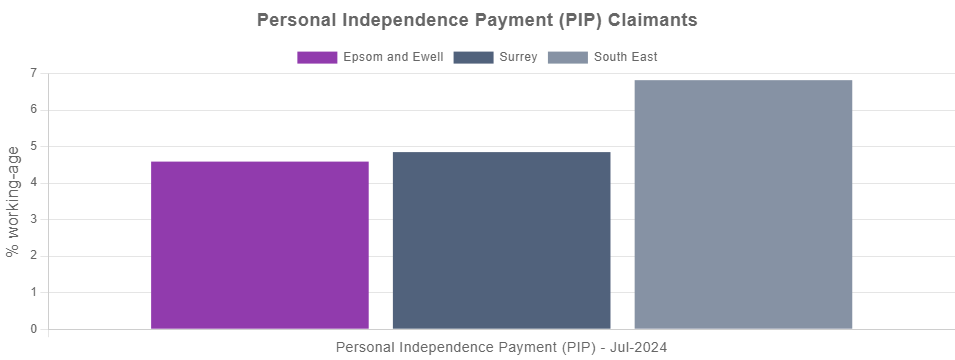 Personal Independence Payment (PIP) Claimants
Epsom and Ewell Surrey South East
7
6
5
4
3
2
1
0
% working-age
Personal Independence Payment (PIP) - Jul-2024